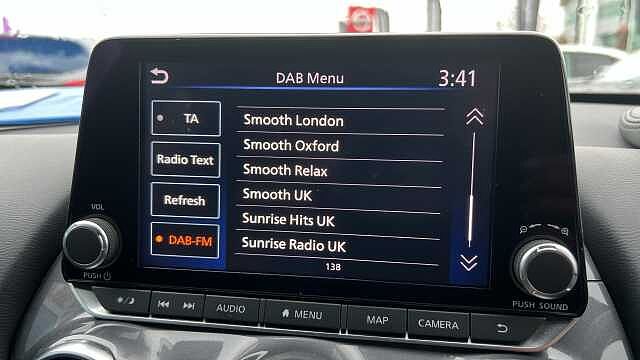 DAB Menu
3:41
TA
Radio Text
Refresh
DAB-FM
Smooth London
Smooth Oxford
Smooth Relax
Smooth UK
Sunrise Hits UK
Sunrise Radio UK
138
VOL
PUSH
PUSH SOUND
AUDIO
MENU
MAP
CAMERA